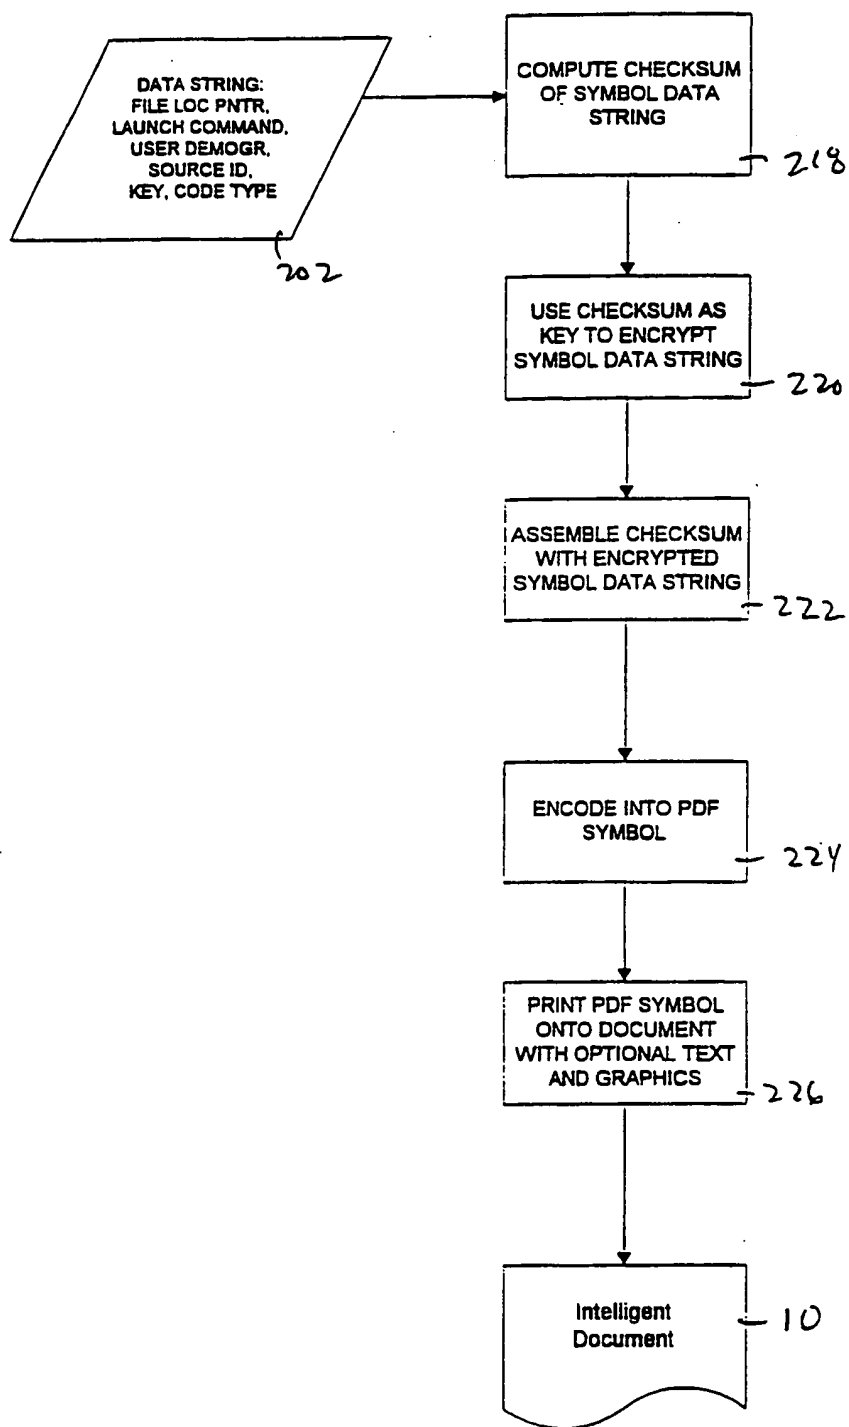 DATA STRING:
FILE LOC PNTR,
LAUNCH COMMAND,
USER DEMOGR,
SOURCE ID,
KEY, CODE TYPE
202
COMPUTE CHECKSUM
OF SYMBOL DATA
STRING
218
USE CHECKSUM AS
KEY TO ENCRYPT
SYMBOL DATA STRING
220
ASSEMBLE CHECKSUM
WITH ENCRYPTED
SYMBOL DATA STRING
222
ENCODE INTO PDF
SYMBOL
224
PRINT PDF SYMBOL
ONTO DOCUMENT
WITH OPTIONAL TEXT
AND GRAPHICS
226
Intelligent
Document
10